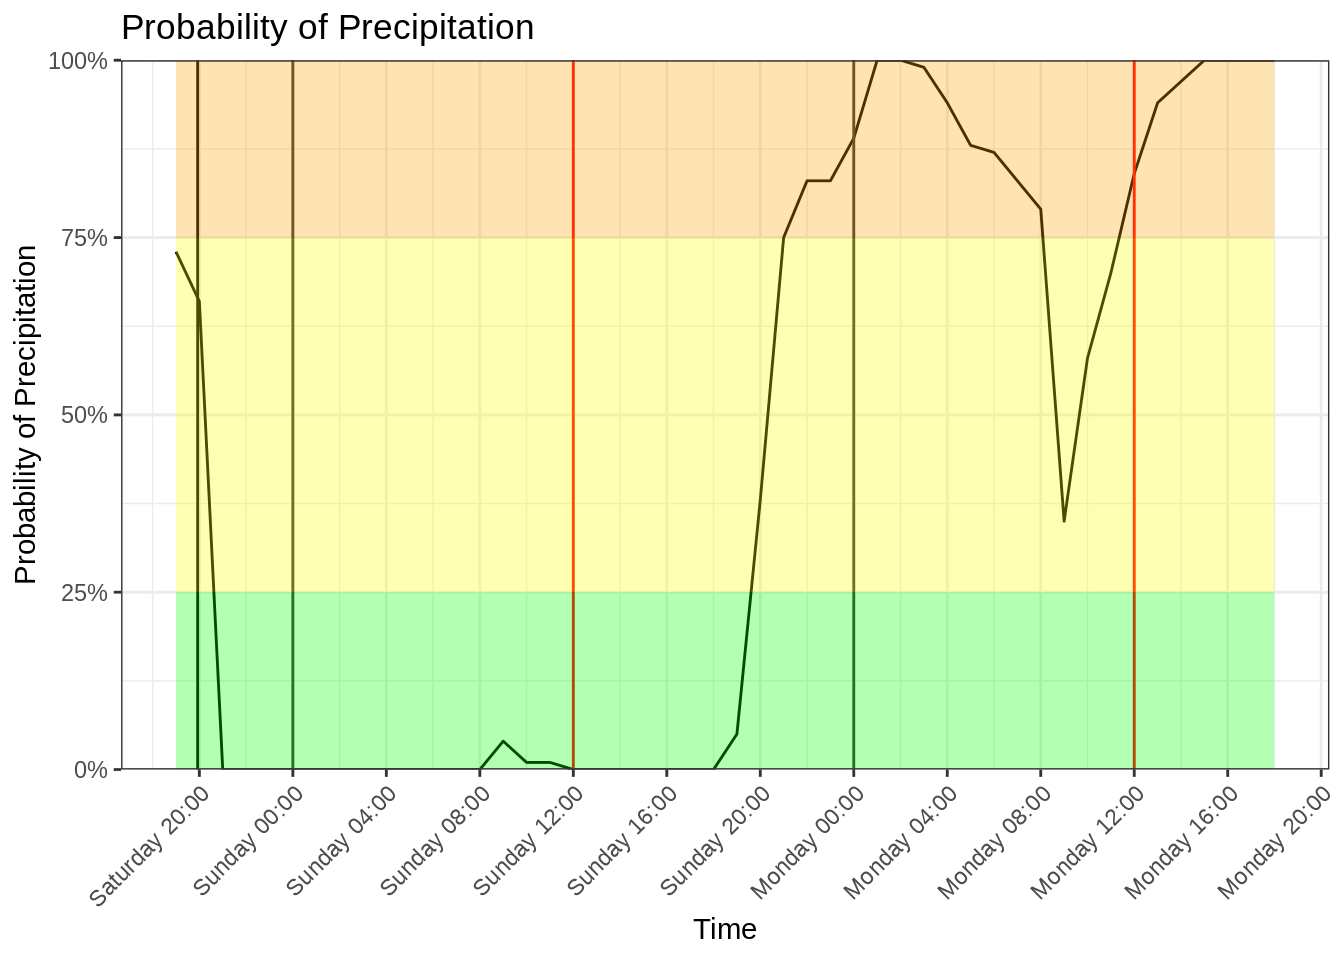 Probability of Precipitation
Probability of Precipitation
100%
75%
50%
25%
0%
Saturday 20:00
Sunday 00:00
Sunday 04:00
Sunday 08:00
Sunday 12:00
Sunday 16:00
Sunday 20:00
Monday 00:00
Monday 04:00
Monday 08:00
Monday 12:00
Monday 16:00
Monday 20:00
Time